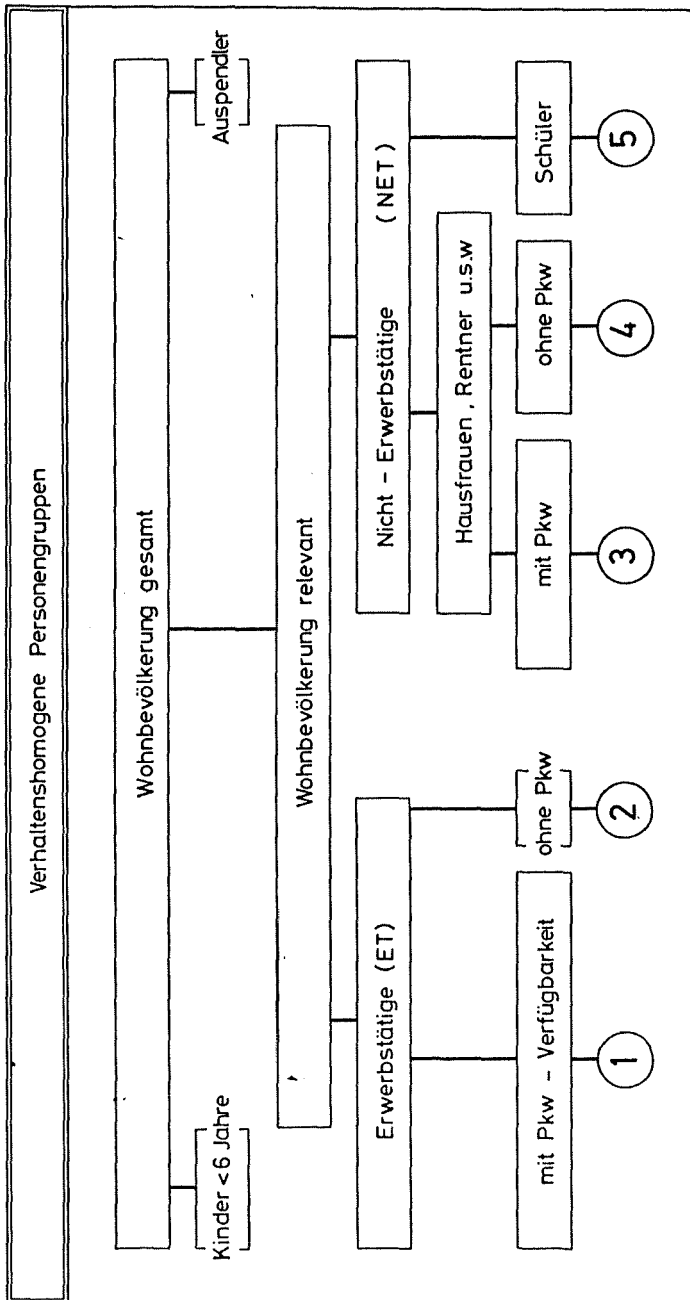 Verhaltenshomogene Personengruppen
Wohnbevölkerung gesamt
Kinder <6 Jahre
Auspendler
Wohnbevölkerung relevant
Erwerbstätige (ET)
Nicht - Erwerbstätige (NET)
Hausfrauen, Rentner u.s.w
mit Pkw - Verfügbarkeit
ohne Pkw
mit Pkw
ohne Pkw
Schüler
1
2
3
4
5